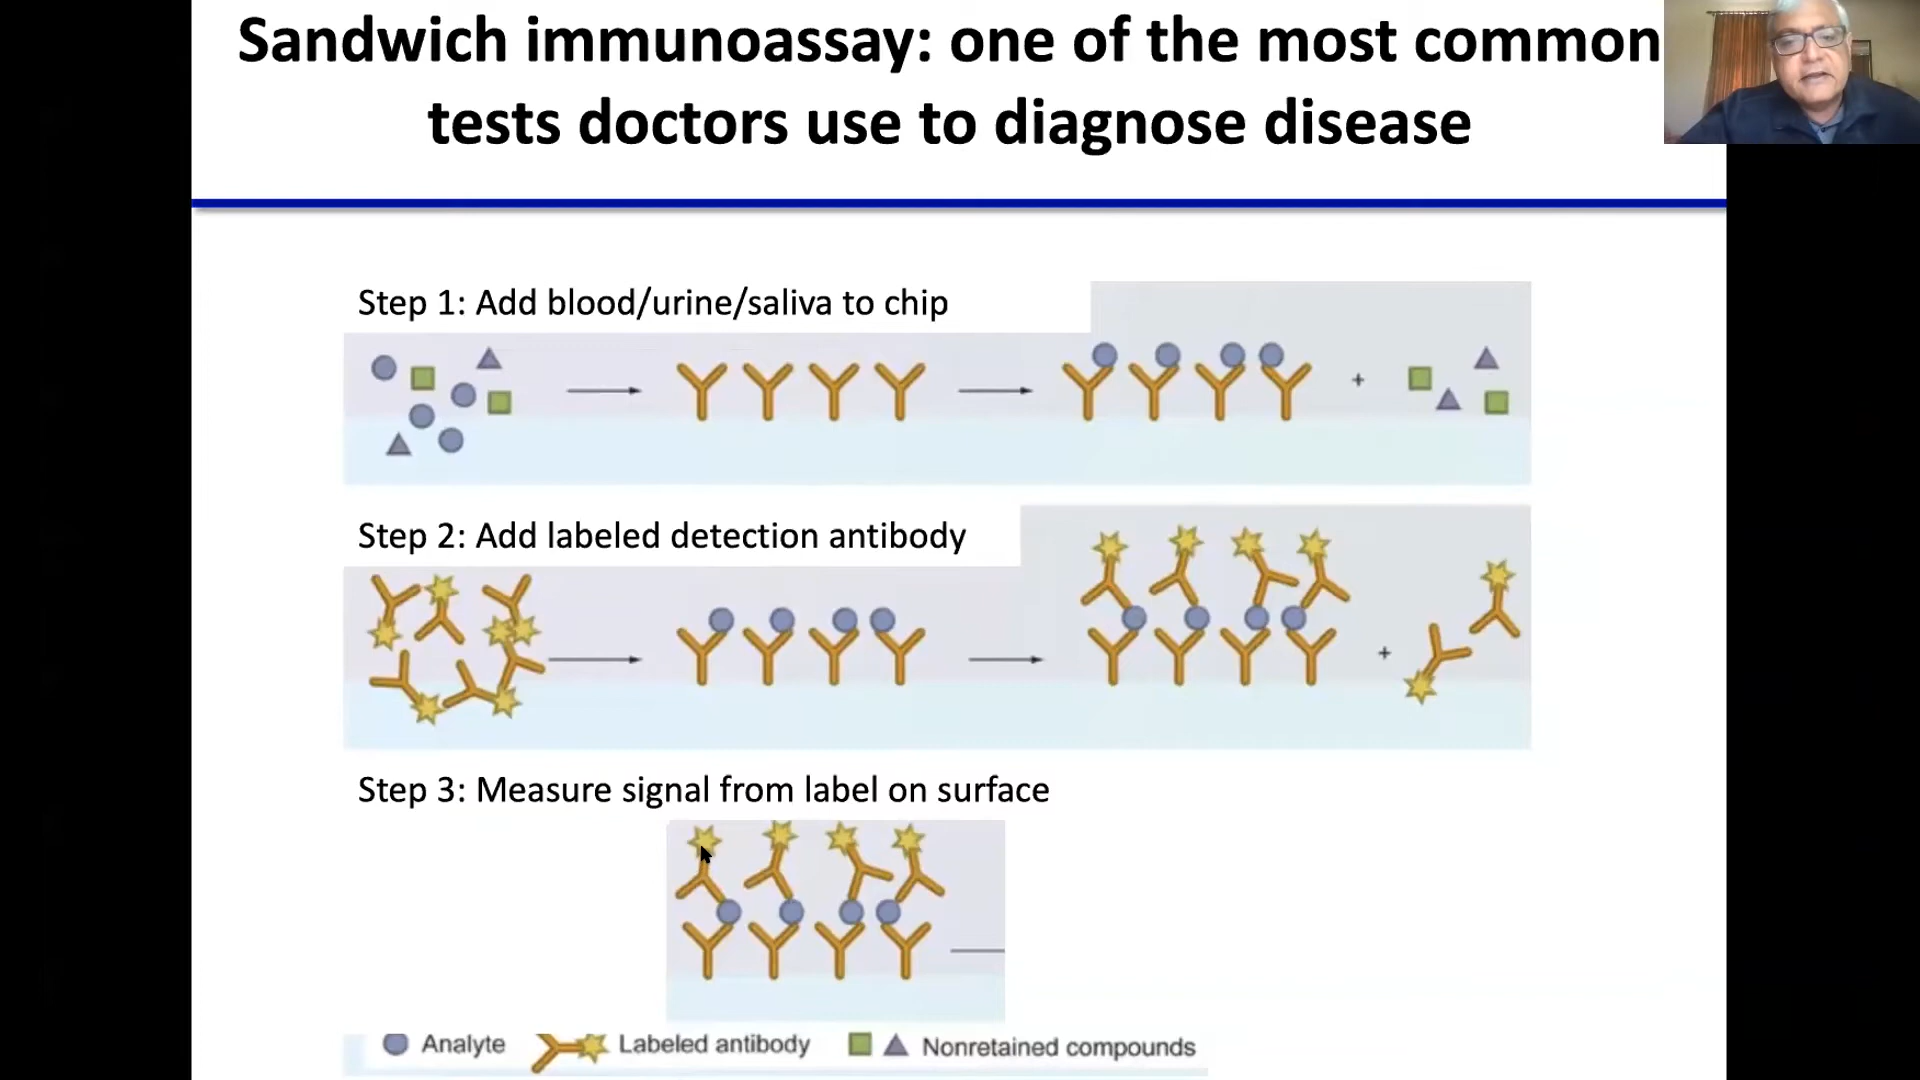 Sandwich immunoassay: one of the most common
tests doctors use to diagnose disease
Step 1: Add blood/urine/saliva to chip
+
Step 2: Add labeled detection antibody
+
Step 3: Measure signal from label on surface
Analyte Labeled antibody Nonretained compounds